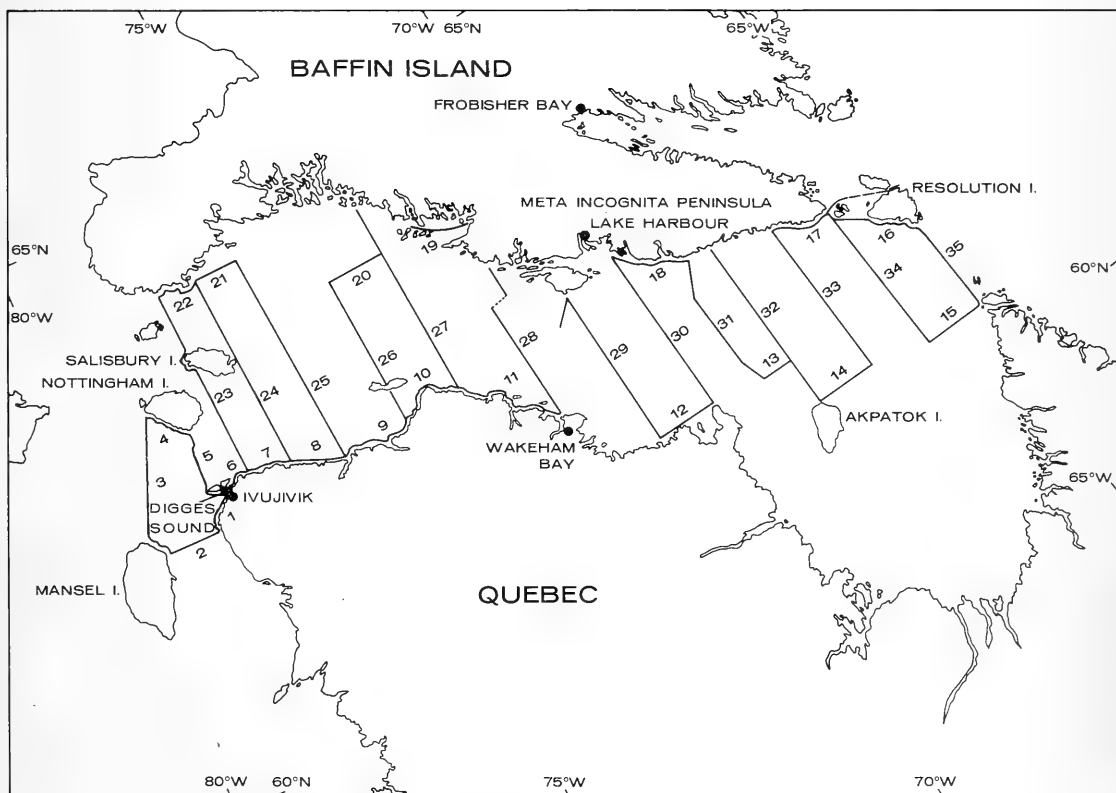 75°W
70°W 65°N
65°W
BAFFIN ISLAND
FROBISHER BAY
META INCOGNITA PENINSULA
LAKE HARBOUR
RESOLUTION I.
65°N
60°N
80°W
SALISBURY I.
NOTTINGHAM I.
WAKEHAM
BAY
AKPATOK I.
IVUJIVIK
DIGGES
SOUND
MANSEL I.
QUEBEC
65°W
80°W 60°N
75°W
70°W
1
2
3
4
5
6
7
8
9
10
11
12
13
14
15
16
17
18
19
20
21
22
23
24
25
26
27
28
29
30
31
32
33
34
35